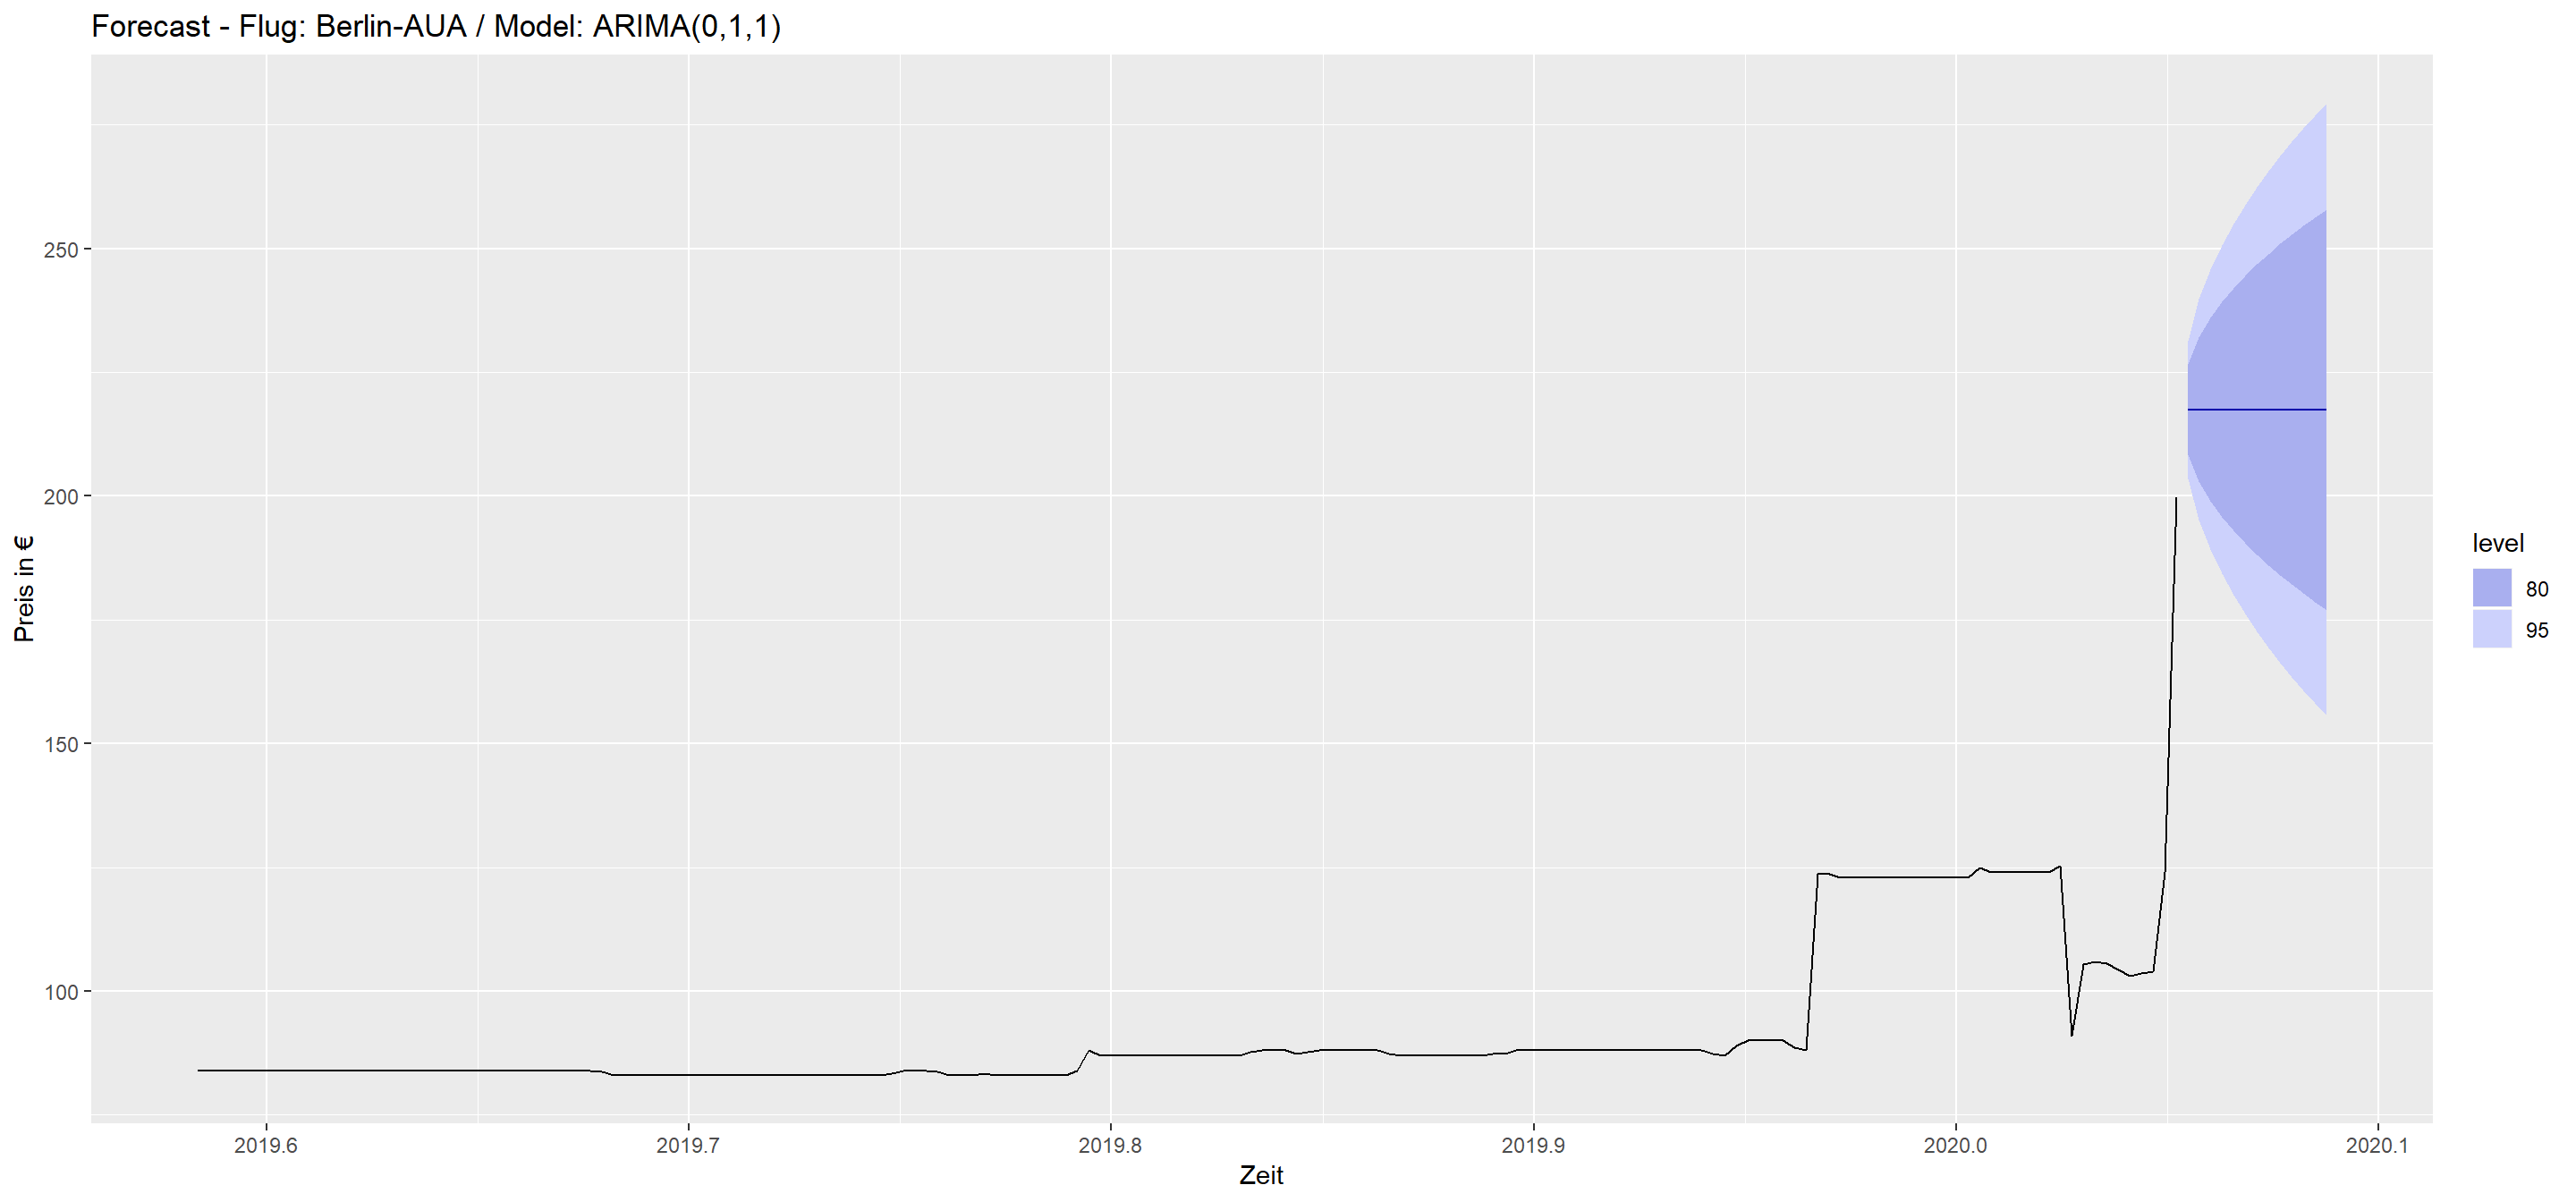 Forecast - Flug: Berlin-AUA / Model: ARIMA(0,1,1)
250
200
150
100
Preis in €
2019.6 2019.7 2019.8 2019.9 2020.0 2020.1
Zeit
level
80
95